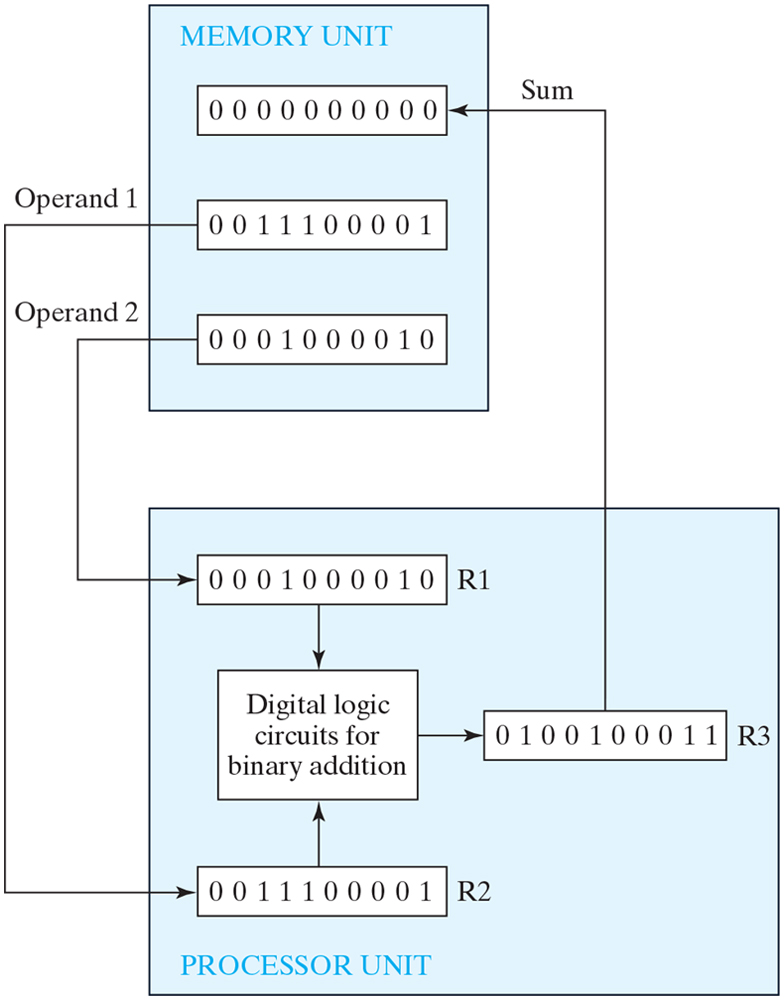 MEMORY UNIT
Sum
0 0 0 0 0 0 0 0 0 0
Operand 1
0 0 1 1 1 0 0 0 0 1
Operand 2
0 0 0 1 0 0 0 0 1 0
0 0 0 1 0 0 0 0 1 0 R1
Digital logic
circuits for
binary addition
0 1 0 0 1 0 0 0 1 1 R3
0 0 1 1 1 0 0 0 0 1 R2
PROCESSOR UNIT